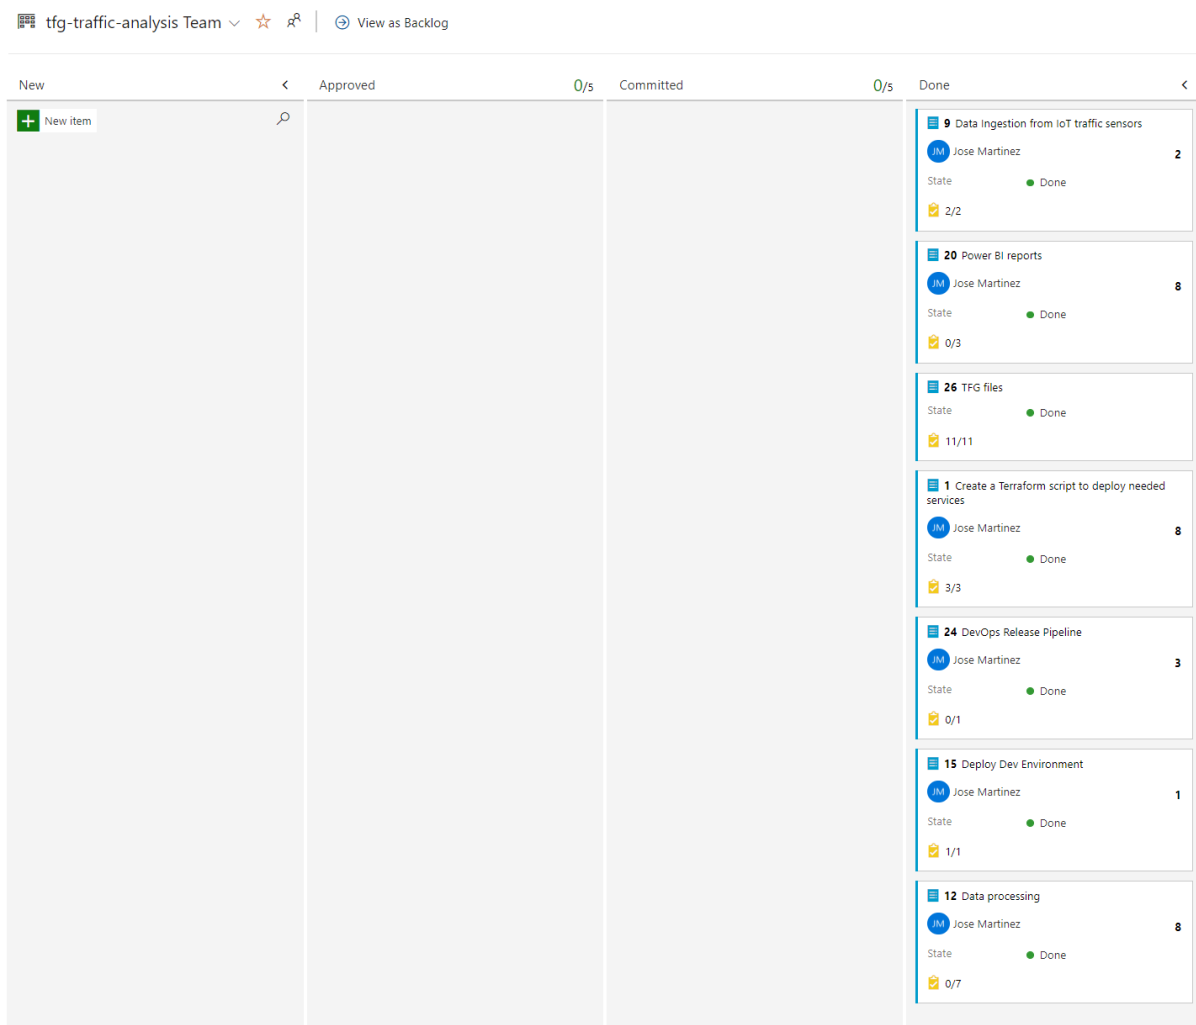 tfg-traffic-analysis Team
View as Backlog
New
Approved 0/5
Committed 0/5
Done
New item
9 Data Ingestion from IoT traffic sensors
JM Jose Martinez
2
State Done
2/2
20 Power BI reports
JM Jose Martinez
8
State Done
0/3
26 TFG files
State Done
11/11
1 Create a Terraform script to deploy needed
services
JM Jose Martinez
8
State Done
3/3
24 DevOps Release Pipeline
JM Jose Martinez
3
State Done
0/1
15 Deploy Dev Environment
JM Jose Martinez
1
State Done
1/1
12 Data processing
JM Jose Martinez
8
State Done
0/7